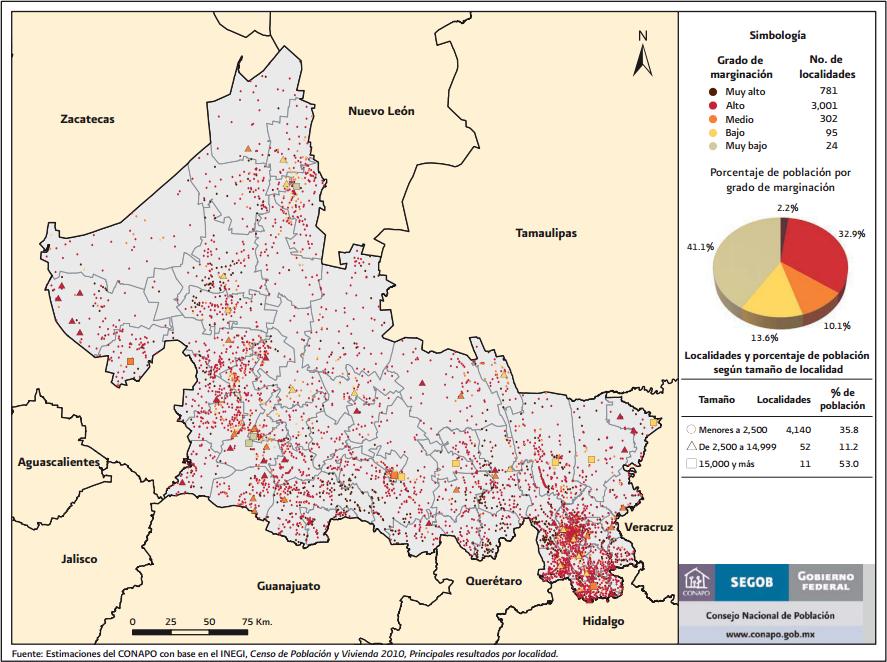 Zacatecas
Nuevo León
Tamaulipas
Aguascalientes
Jalisco
Guanajuato
Querétaro
Hidalgo
Veracruz
N
0 25 50 75 Km.
Simbología
Grado de marginación No. de localidades
Muy alto 781
Alto 3,001
Medio 302
Bajo 95
Muy bajo 24
Porcentaje de población por
grado de marginación
2.2%
32.9%
41.1%
10.1%
13.6%
Localidades y porcentaje de población
según tamaño de localidad
Tamaño Localidades % de población
Menores a 2,500 4,140 35.8
De 2,500 a 14,999 52 11.2
15,000 y más 11 53.0
CONAPO
SEGOB
GOBIERNO
FEDERAL
Consejo Nacional de Población
www.conapo.gob.mx
Fuente: Estimaciones del CONAPO con base en el INEGI, Censo de Población y Vivienda 2010, Principales resultados por localidad.